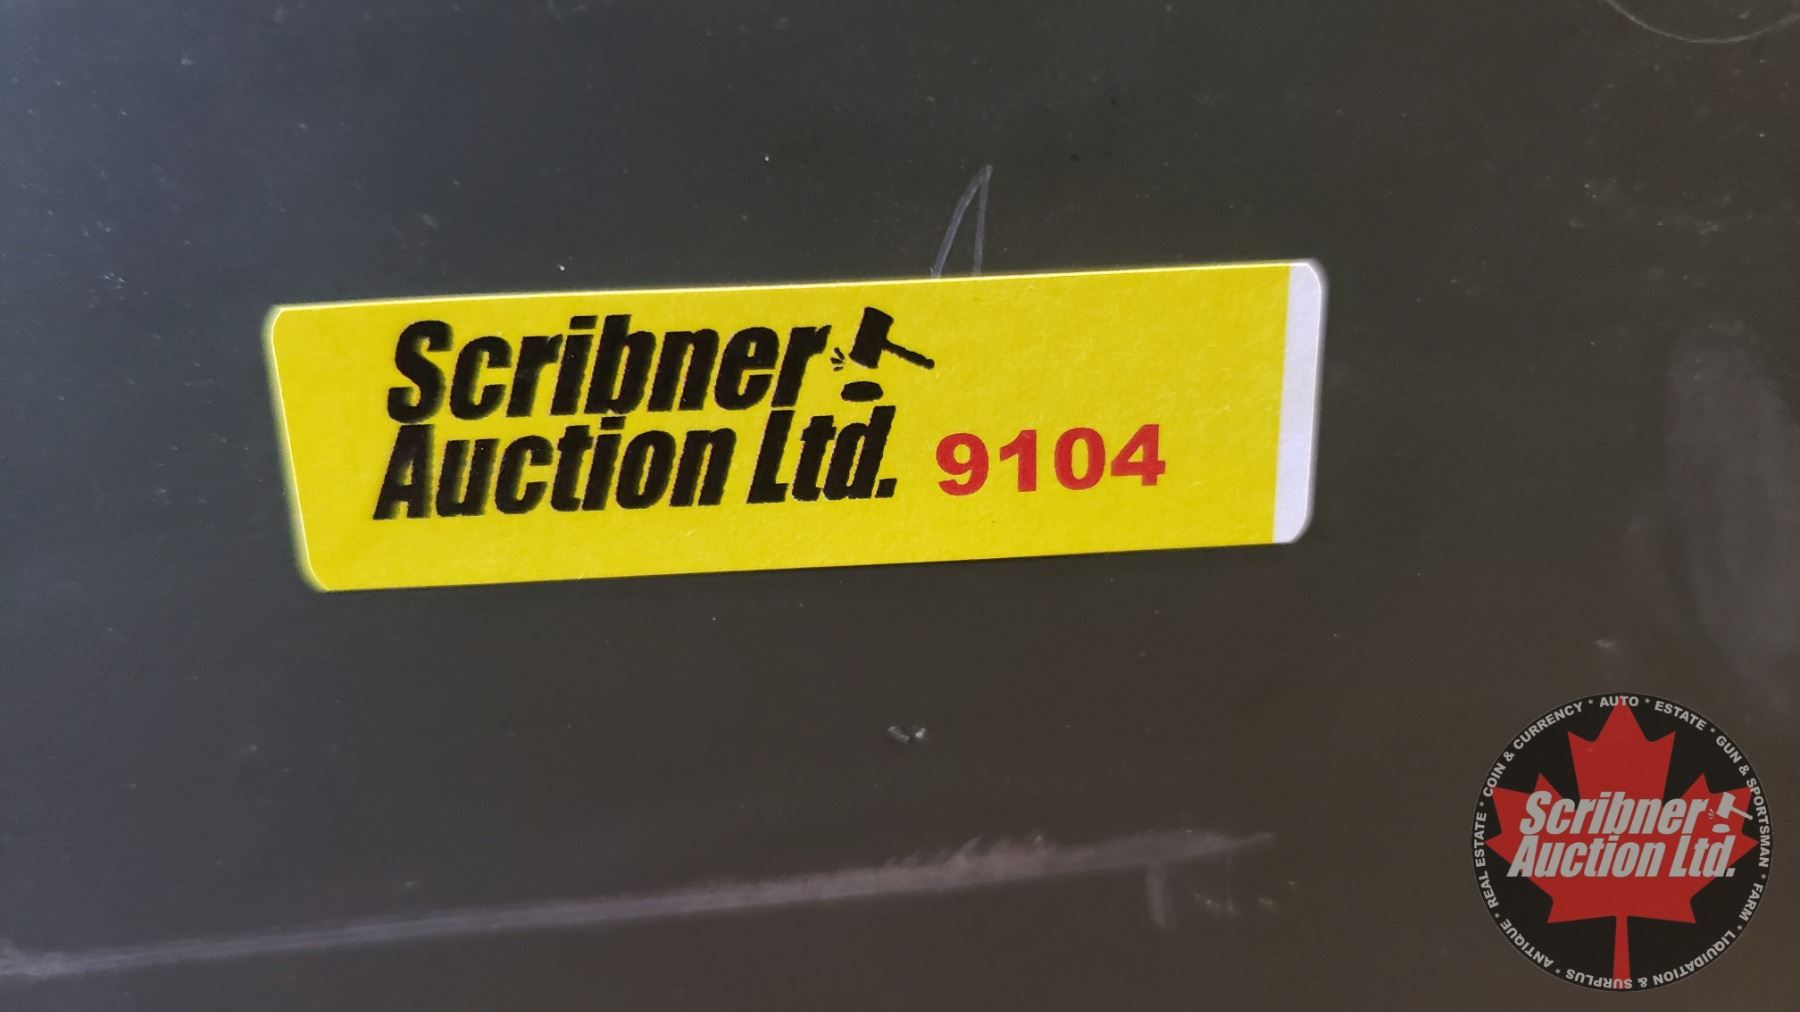 Scribner
Auction Ltd. 9104
COIN & CURRENCY * AUTO * ESTATE * GUN & SPORTSMAN * FARM * LIQUIDATION & SURPLUS * ANTIQUE * REAL ESTATE *
Scribner
Auction Ltd.